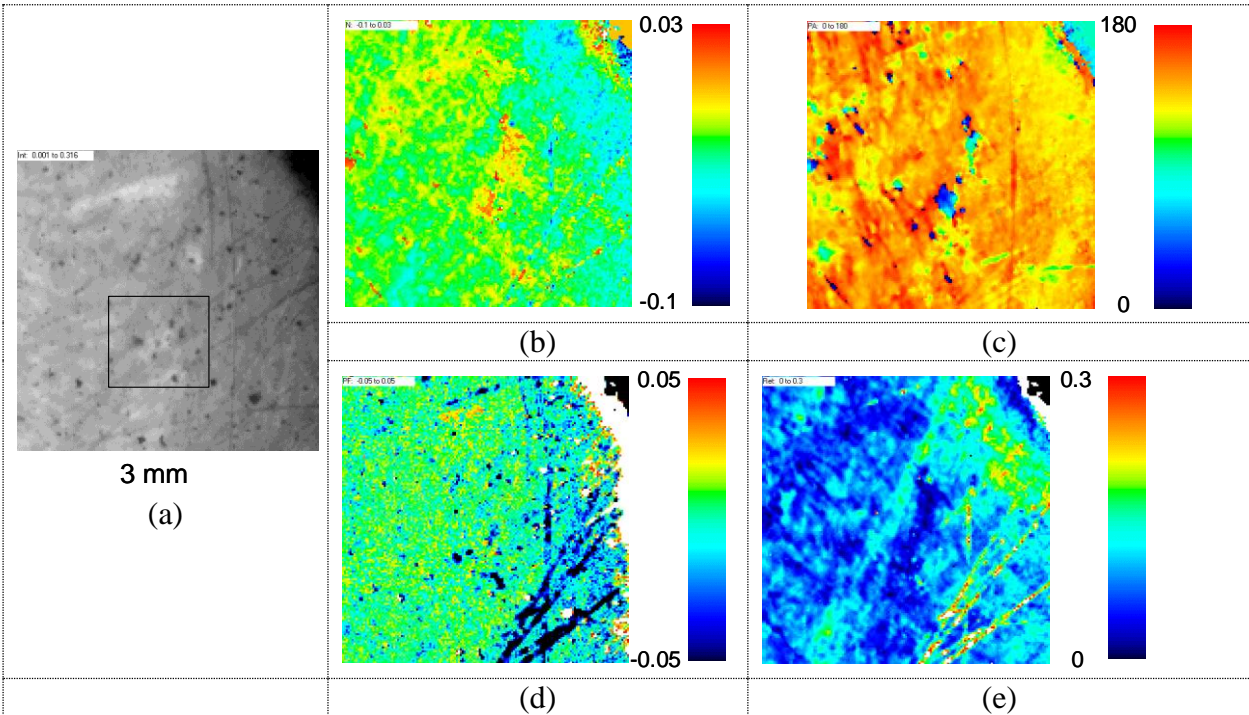 N: -0.1 to 0.03
0.03
-0.1
(b)
PA: 0 to 180
180
0
(c)
Int: 0.001 to 0.316
3 mm
(a)
PF: -0.05 to 0.05
0.05
-0.05
(d)
Ret: 0 to 0.3
0.3
0
(e)